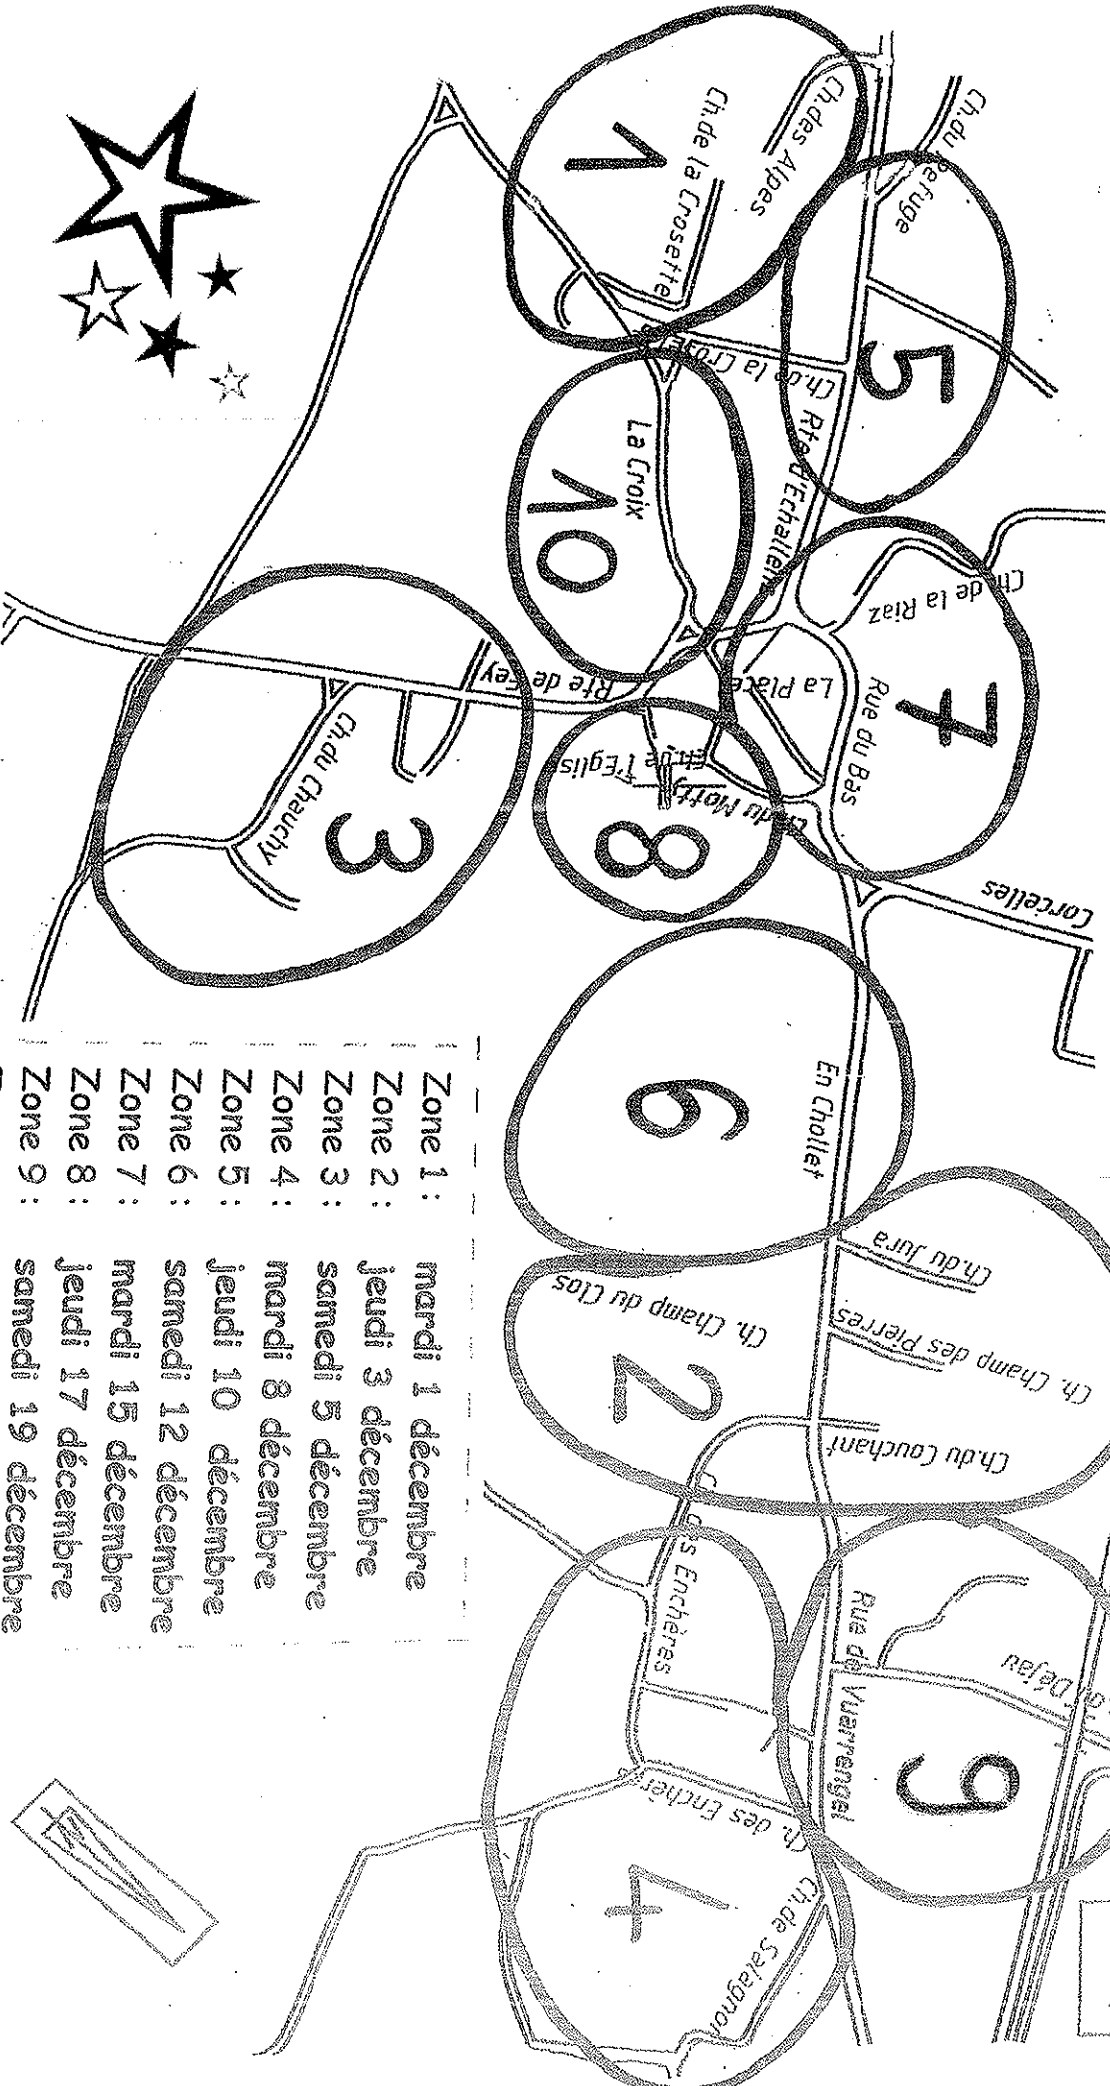 Ch.du Refuge
Ch.des Alpes
Ch.de la Crosette
1
5
Ch.de la Croset
Rte d'Echallens
La Croix
10
Ch. de la Riaz
7
La Place
Rue du Bas
Rte de Fey
Ch.du Chauchy
3
Ch.de l'Eglise
Ch.du Motty
8
Corcelles
6
En Chollet
Ch.du Jura
Ch. Champ des Pierres
Ch. Champ du Clos
2
Ch.du Couchant
des Enchères
Rue de Vuarrengel
Déjau
9
Ch. des Enchères
4
Ch.de Salagnon
Zone 1 : mardi 1 décembre
Zone 2 : jeudi 3 décembre
Zone 3 : samedi 5 décembre
Zone 4 : mardi 8 décembre
Zone 5 : jeudi 10 décembre
Zone 6 : samedi 12 décembre
Zone 7 : mardi 15 décembre
Zone 8 : jeudi 17 décembre
Zone 9 : samedi 19 décembre